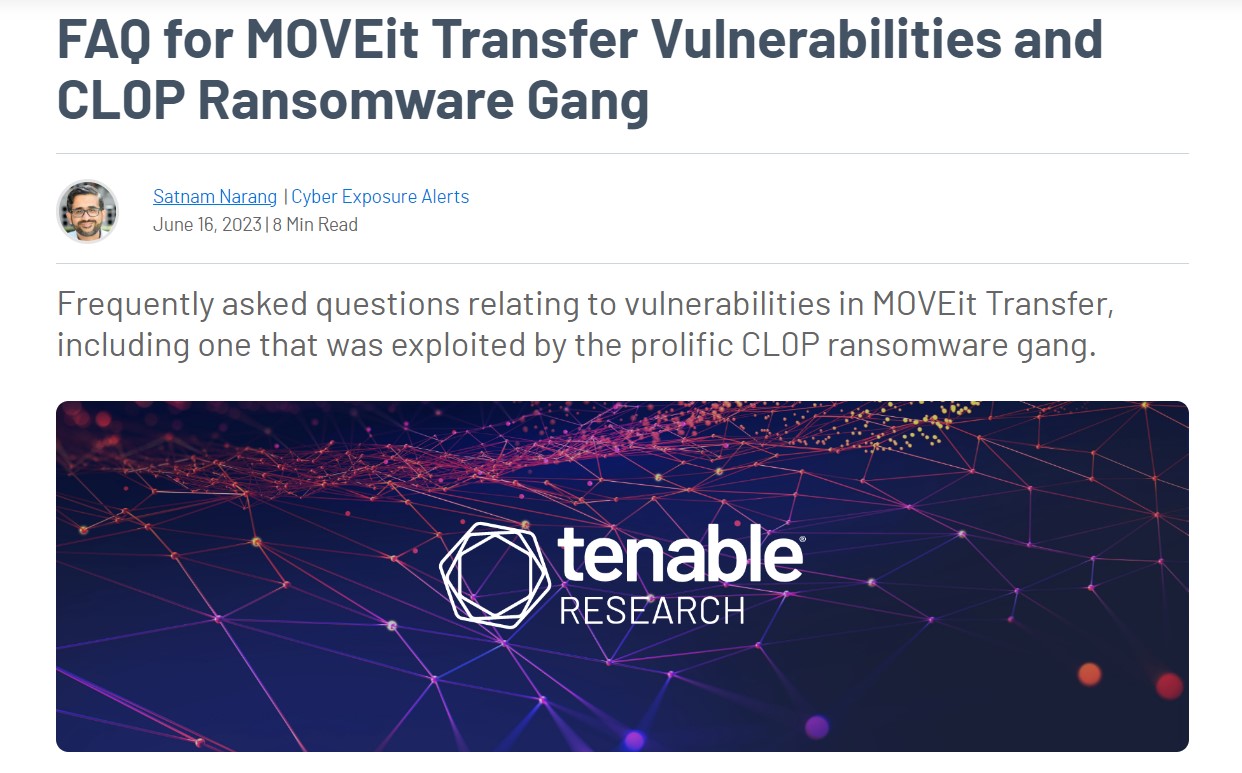 FAQ for MOVEit Transfer Vulnerabilities and
CL0P Ransomware Gang
Satnam Narang | Cyber Exposure Alerts
June 16, 2023 | 8 Min Read
Frequently asked questions relating to vulnerabilities in MOVEit Transfer,
including one that was exploited by the prolific CL0P ransomware gang.
tenable®
RESEARCH